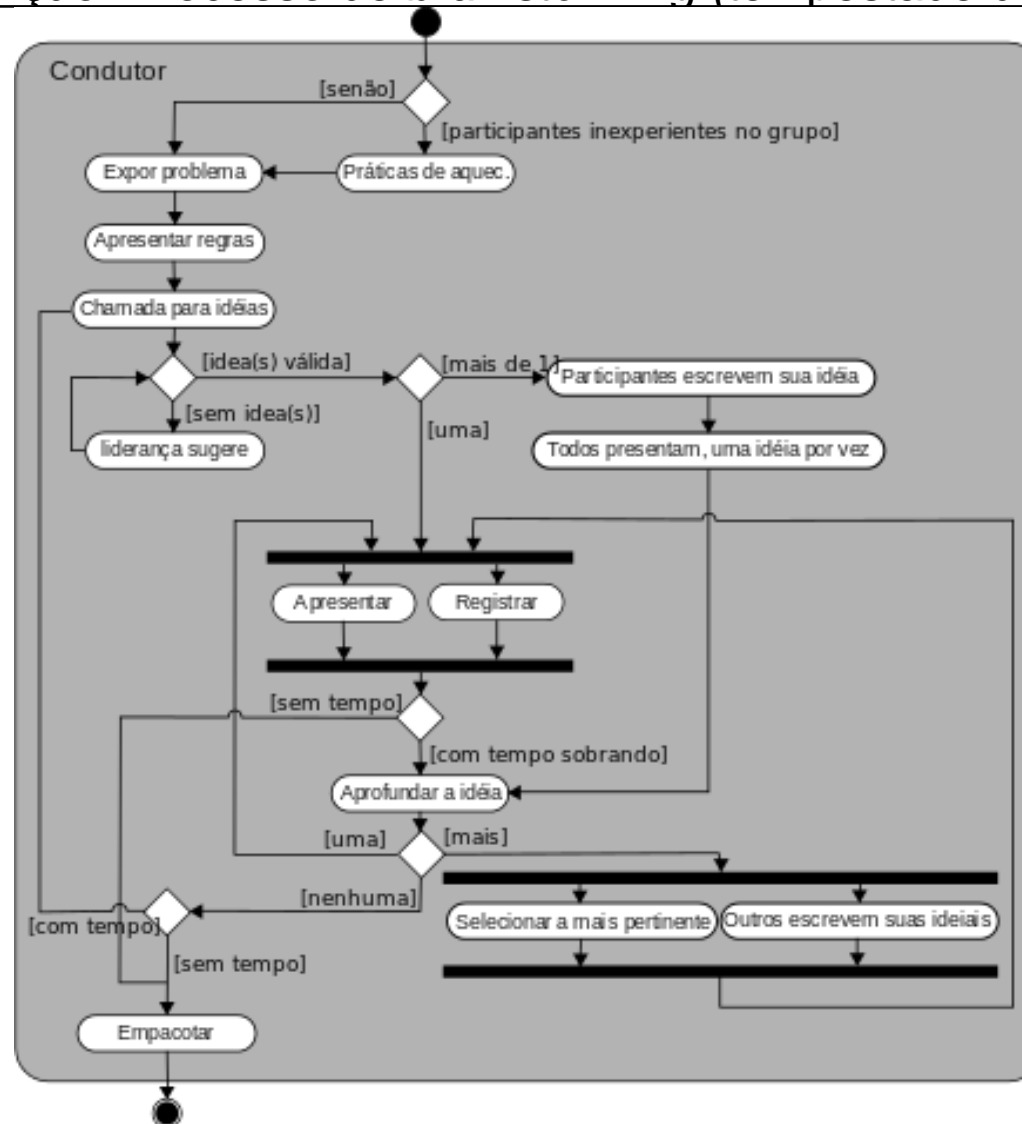 Condutor
[senão]
[participantes inexperientes no grupo]
Expor problema
Práticas de aquec.
Apresentar regras
Chamada para idéias
[idea(s) válida]
[mais de 1]
Participantes escrevem sua idéia
[sem idea(s)]
[uma]
liderança sugere
Todos presentam, uma idéia por vez
Apresentar
Registrar
[sem tempo]
[com tempo sobrando]
Aprofundar a idéia
[uma]
[mais]
[nenhuma]
Selecionar a mais pertinente
Outros escrevem suas ideiais
[com tempo]
[sem tempo]
Empacotar